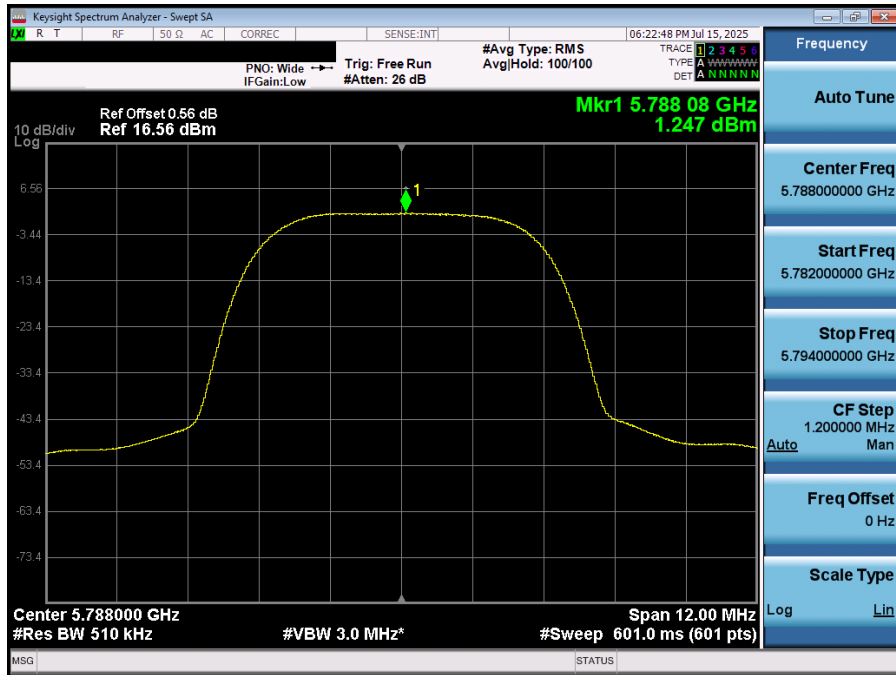 Keysight Spectrum Analyzer - Swept SA
LXI R T RF 50 Ω AC CORREC SENSE:INT 06:22:48 PM Jul 15, 2025
PNO: Wide
IFGain:Low
Trig: Free Run
#Atten: 26 dB
#Avg Type: RMS
Avg|Hold: 100/100
TRACE 1 2 3 4 5 6
TYPE A WWWWW
DET A N N N N N
Mkr1 5.788 08 GHz
1.247 dBm
Ref Offset 0.56 dB
10 dB/div Ref 16.56 dBm
Log
1
6.56
-3.44
-13.4
-23.4
-33.4
-43.4
-53.4
-63.4
-73.4
Center 5.788000 GHz Span 12.00 MHz
#Res BW 510 kHz #VBW 3.0 MHz* #Sweep 601.0 ms (601 pts)
MSG STATUS
Frequency
Auto Tune
Center Freq
5.788000000 GHz
Start Freq
5.782000000 GHz
Stop Freq
5.794000000 GHz
CF Step
1.200000 MHz
Auto Man
Freq Offset
0 Hz
Scale Type
Log Lin